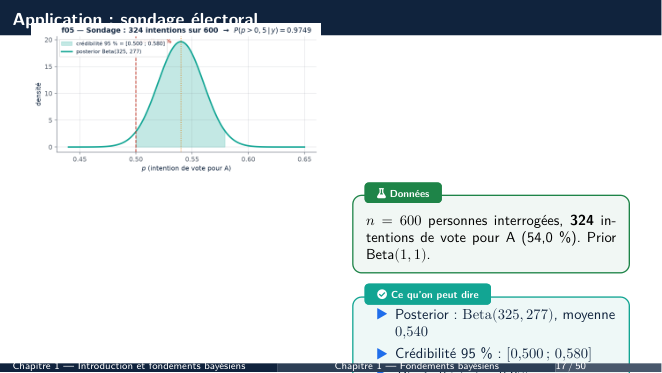 Application : sondage électoral
f05 — Sondage : 324 intentions sur 600 → P(p > 0, 5 | y) = 0.9749
crédibilité 95 % = [0.500 ; 0.580]
posterior Beta(325, 277)
%
densité
20
15
10
5
0
0.45 0.50 0.55 0.60 0.65
p (intention de vote pour A)
Données
n = 600 personnes interrogées, 324 in-
tentions de vote pour A (54,0 %). Prior
Beta(1, 1).
Ce qu'on peut dire
Posterior : Beta(325, 277), moyenne
0,540
Crédibilité 95 % : [0,500 ; 0,580]
Chapitre 1 — Introduction et fondements bayésiens
Chapitre 1 — Fondements bayésiens
17 / 50